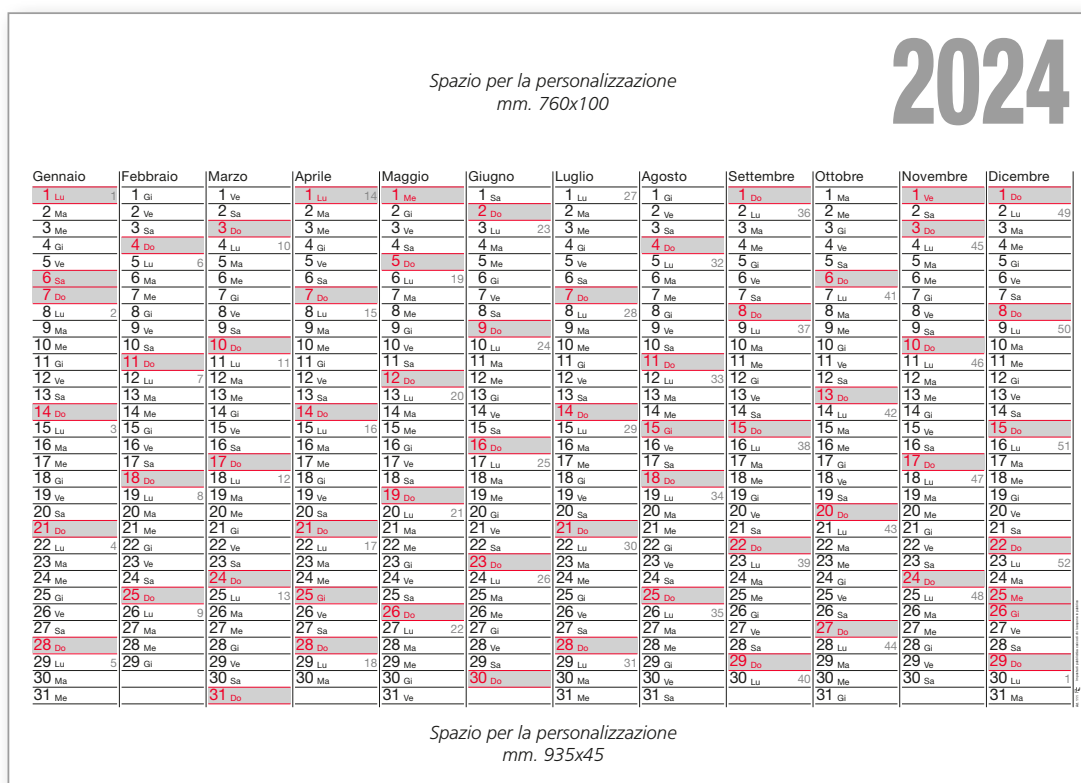 Spazio per la personalizzazione
mm. 760x100
2024
Gennaio Febbraio Marzo Aprile Maggio Giugno Luglio Agosto Settembre Ottobre Novembre Dicembre
1 Lu 1 1 Gi 1 Ve 1 Lu 14 1 Me 1 Sa 1 Lu 27 1 Gi 1 Do 1 Ma 1 Ve 1 Do
2 Ma 2 Ve 2 Sa 2 Ma 2 Gi 2 Do 2 Ma 2 Ve 2 Lu 36 2 Me 2 Sa 2 Lu 49
3 Me 3 Sa 3 Do 3 Me 3 Ve 3 Lu 23 3 Me 3 Sa 3 Ma 3 Gi 3 Do 3 Ma
4 Gi 4 Do 4 Lu 10 4 Gi 4 Sa 4 Ma 4 Gi 4 Do 4 Me 4 Ve 4 Lu 45 4 Me
5 Ve 5 Lu 6 5 Ma 5 Ve 5 Do 5 Me 5 Ve 5 Lu 32 5 Gi 5 Sa 5 Ma 5 Gi
6 Sa 6 Ma 6 Me 6 Sa 6 Lu 19 6 Gi 6 Sa 6 Ma 6 Ve 6 Do 6 Me 6 Ve
7 Do 7 Me 7 Gi 7 Do 7 Ma 7 Ve 7 Do 7 Me 7 Sa 7 Lu 41 7 Gi 7 Sa
8 Lu 2 8 Gi 8 Ve 8 Lu 15 8 Me 8 Sa 8 Lu 28 8 Gi 8 Do 8 Ma 8 Ve 8 Do
9 Ma 9 Ve 9 Sa 9 Ma 9 Gi 9 Do 9 Ma 9 Ve 9 Lu 37 9 Me 9 Sa 9 Lu 50
10 Me 10 Sa 10 Do 10 Me 10 Ve 10 Lu 24 10 Me 10 Sa 10 Ma 10 Gi 10 Do 10 Ma
11 Gi 11 Do 11 Lu 11 11 Gi 11 Sa 11 Ma 11 Gi 11 Do 11 Me 11 Ve 11 Lu 46 11 Me
12 Ve 12 Lu 7 12 Ma 12 Ve 12 Do 12 Me 12 Ve 12 Lu 33 12 Gi 12 Sa 12 Ma 12 Gi
13 Sa 13 Ma 13 Me 13 Sa 13 Lu 20 13 Gi 13 Sa 13 Ma 13 Ve 13 Do 13 Me 13 Ve
14 Do 14 Me 14 Gi 14 Do 14 Ma 14 Ve 14 Do 14 Me 14 Sa 14 Lu 42 14 Gi 14 Sa
15 Lu 3 15 Gi 15 Ve 15 Lu 16 15 Me 15 Sa 15 Lu 29 15 Gi 15 Do 15 Ma 15 Ve 15 Do
16 Ma 16 Ve 16 Sa 16 Ma 16 Gi 16 Do 16 Ma 16 Ve 16 Lu 38 16 Me 16 Sa 16 Lu 51
17 Me 17 Sa 17 Do 17 Me 17 Ve 17 Lu 25 17 Me 17 Sa 17 Ma 17 Gi 17 Do 17 Ma
18 Gi 18 Do 18 Lu 12 18 Gi 18 Sa 18 Ma 18 Gi 18 Do 18 Me 18 Ve 18 Lu 47 18 Me
19 Ve 19 Lu 8 19 Ma 19 Ve 19 Do 19 Me 19 Ve 19 Lu 34 19 Gi 19 Sa 19 Ma 19 Gi
20 Sa 20 Ma 20 Me 20 Sa 20 Lu 21 20 Gi 20 Sa 20 Ma 20 Ve 20 Do 20 Me 20 Ve
21 Do 21 Me 21 Gi 21 Do 21 Ma 21 Ve 21 Do 21 Me 21 Sa 21 Lu 43 21 Gi 21 Sa
22 Lu 4 22 Gi 22 Ve 22 Lu 17 22 Me 22 Sa 22 Lu 30 22 Gi 22 Do 22 Ma 22 Ve 22 Do
23 Ma 23 Ve 23 Sa 23 Ma 23 Gi 23 Do 23 Ma 23 Ve 23 Lu 39 23 Me 23 Sa 23 Lu 52
24 Me 24 Sa 24 Do 24 Me 24 Ve 24 Lu 26 24 Me 24 Sa 24 Ma 24 Gi 24 Do 24 Ma
25 Gi 25 Do 25 Lu 13 25 Gi 25 Sa 25 Ma 25 Gi 25 Do 25 Me 25 Ve 25 Lu 48 25 Me
26 Ve 26 Lu 9 26 Ma 26 Ve 26 Do 26 Me 26 Ve 26 Lu 35 26 Gi 26 Sa 26 Ma 26 Gi
27 Sa 27 Ma 27 Me 27 Sa 27 Lu 22 27 Gi 27 Sa 27 Ma 27 Ve 27 Do 27 Me 27 Ve
28 Do 28 Me 28 Gi 28 Do 28 Ma 28 Ve 28 Do 28 Me 28 Sa 28 Lu 44 28 Gi 28 Sa
29 Lu 5 29 Gi 29 Ve 29 Lu 18 29 Me 29 Sa 29 Lu 31 29 Gi 29 Do 29 Ma 29 Ve 29 Do
30 Ma 30 Sa 30 Ma 30 Gi 30 Do 30 Ma 30 Ve 30 Lu 40 30 Me 30 Sa 30 Lu 1
31 Me 31 Do 31 Ve 31 Me 31 Sa 31 Gi 31 Ma
Spazio per la personalizzazione
mm. 935x45